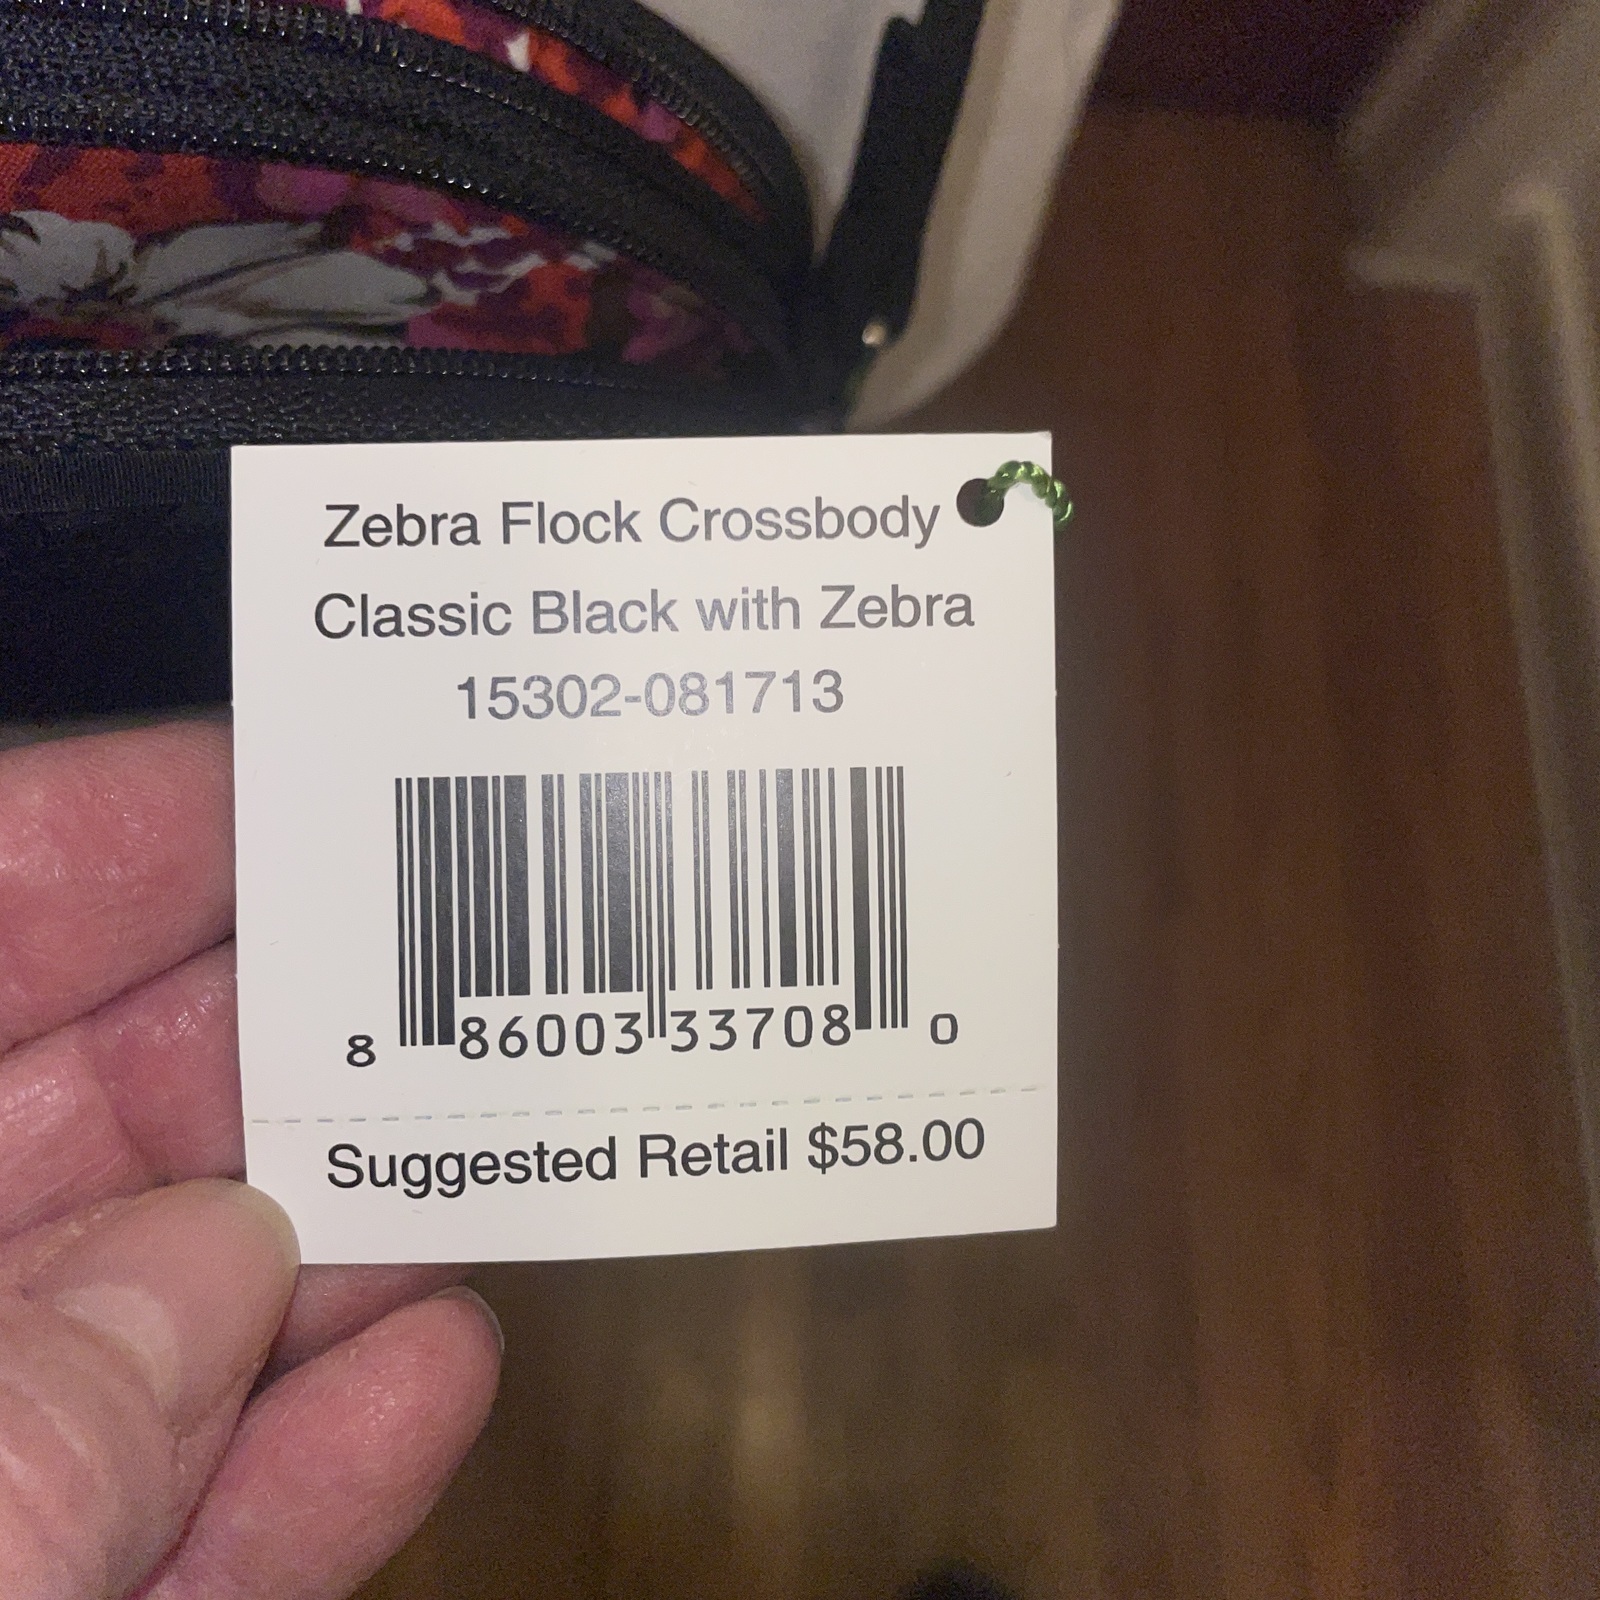 Zebra Flock Crossbody
Classic Black with Zebra
15302-081713
8 86003 33708 0
Suggested Retail $58.00